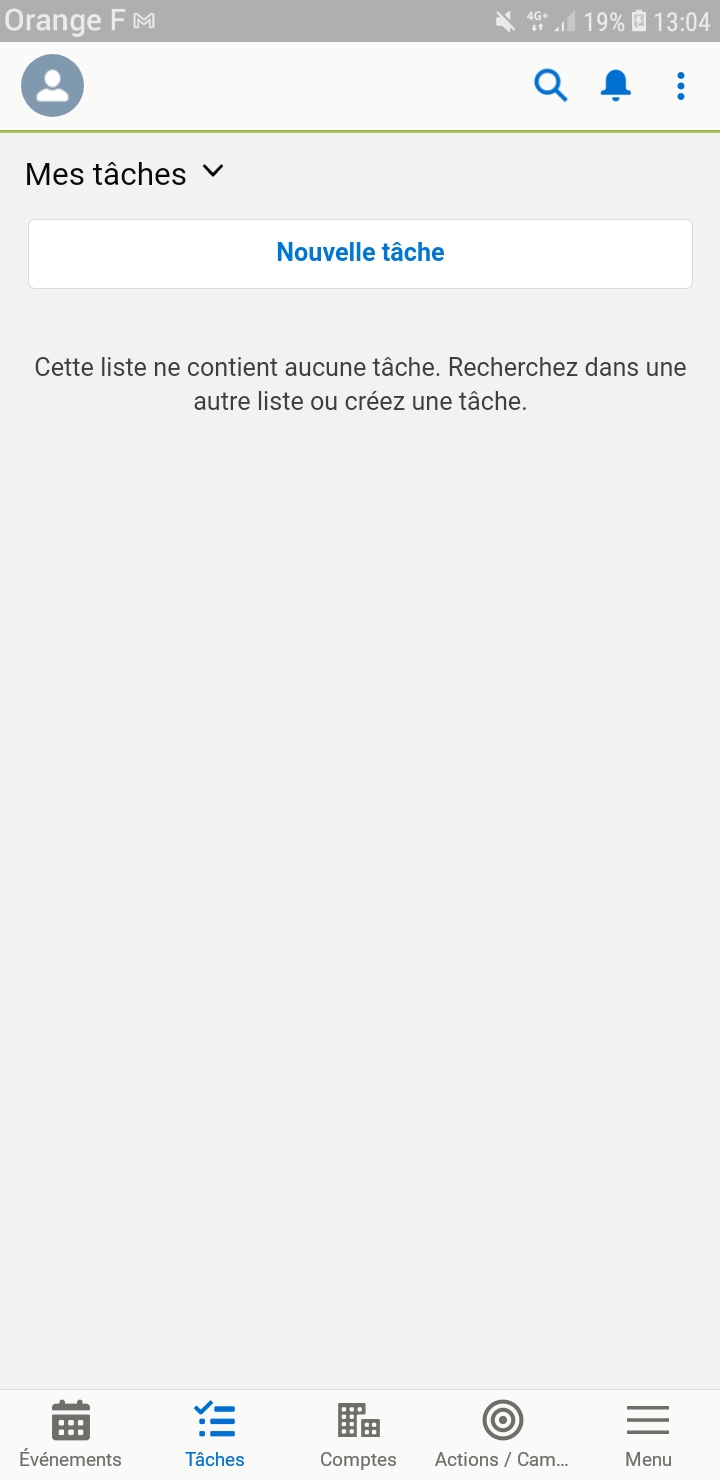 Orange F 4G+ 19% 13:04
Mes tâches
Nouvelle tâche
Cette liste ne contient aucune tâche. Recherchez dans une
autre liste ou créez une tâche.
Événements Tâches Comptes Actions / Cam... Menu